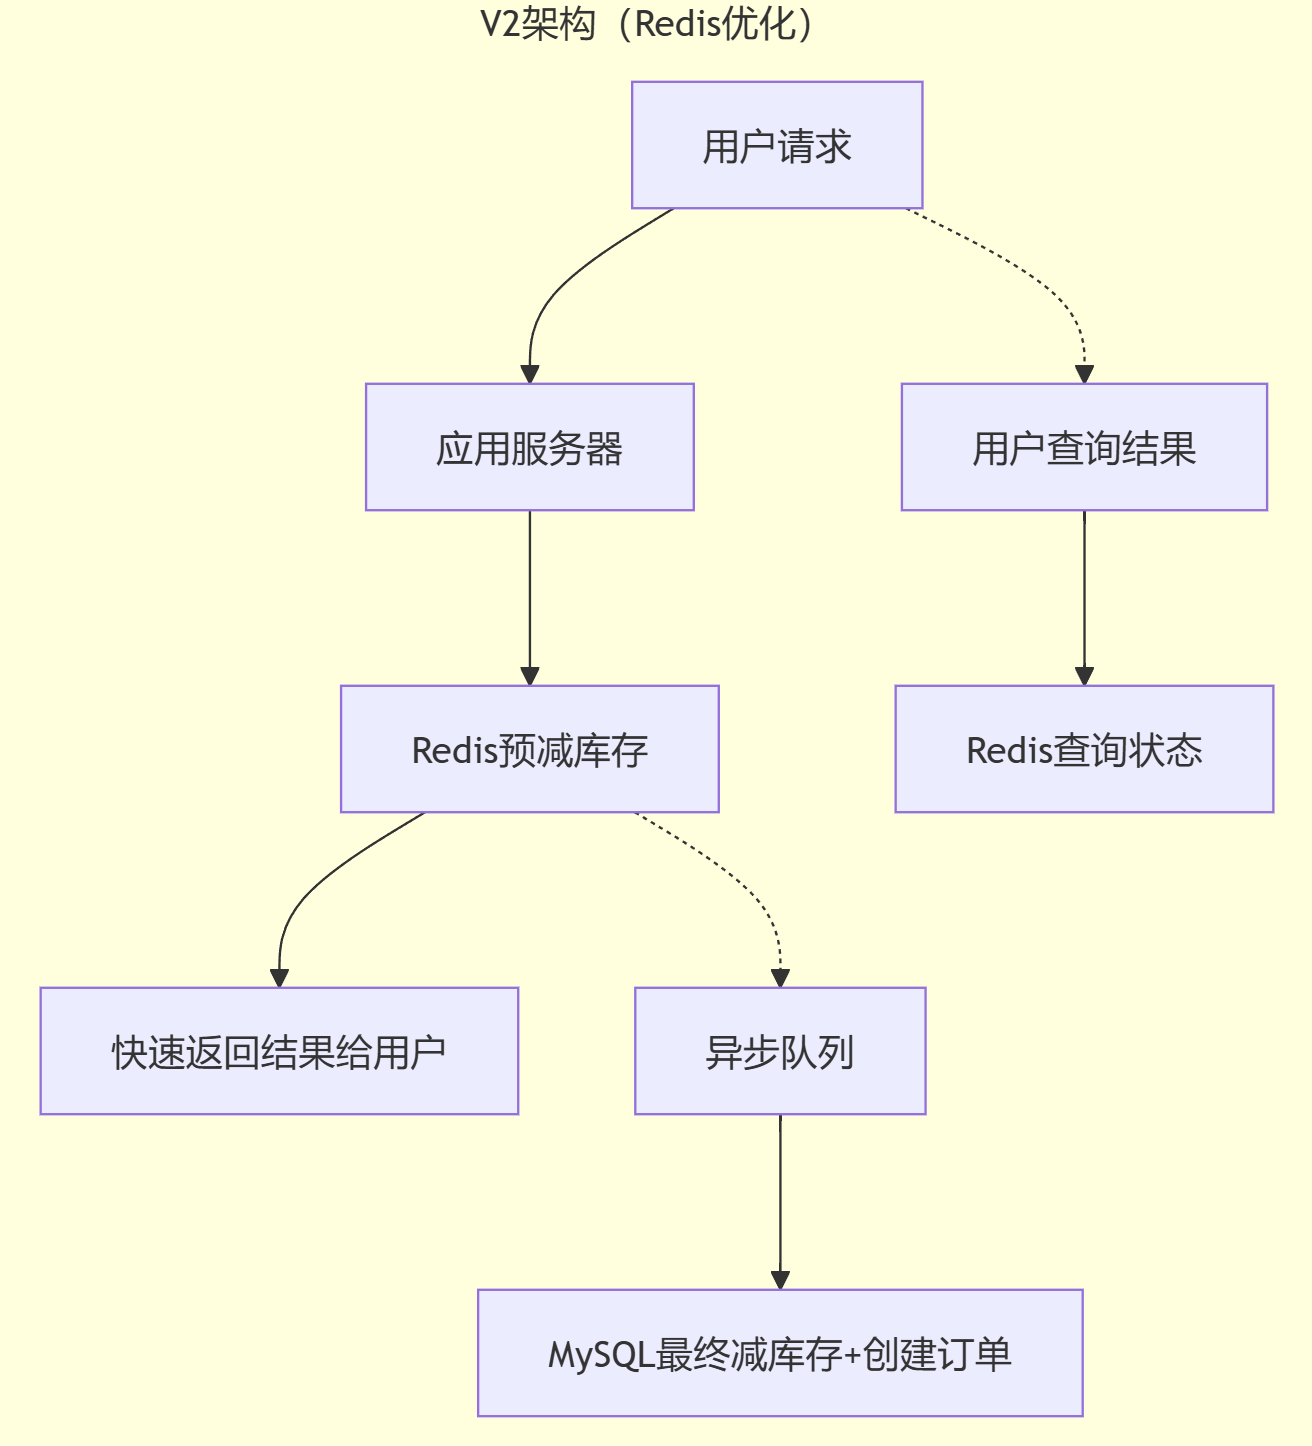 V2架构（Redis优化）
用户请求
应用服务器
用户查询结果
Redis预减库存
Redis查询状态
快速返回结果给用户
异步队列
MySQL最终减库存+创建订单